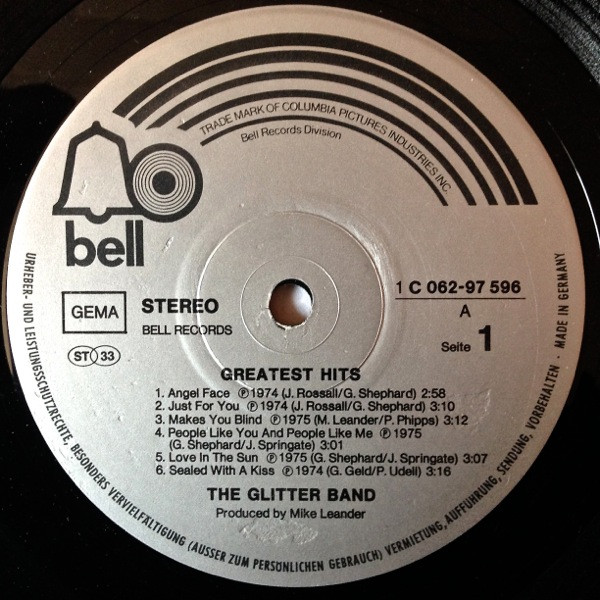 TRADE MARK OF COLUMBIA PICTURES INDUSTRIES INC.
Bell Records Division
bell
GEMA
STEREO
BELL RECORDS
ST 33
1 C 062-97 596
A
Seite 1
GREATEST HITS
1. Angel Face ℗ 1974 (J. Rossall/G. Shephard) 2:58
2. Just For You ℗ 1974 (J. Rossall/G. Shephard) 3:10
3. Makes You Blind ℗ 1975 (M. Leander/P. Phipps) 3:12
4. People Like You And People Like Me ℗ 1975
(G. Shephard/J. Springate) 3:01
5. Love In The Sun ℗ 1975 (G. Shephard/J. Springate) 3:07
6. Sealed With A Kiss ℗ 1974 (G. Geld/P. Udell) 3:16
THE GLITTER BAND
Produced by Mike Leander
URHEBER- UND LEISTUNGSSCHUTZRECHTE, BESONDERS VERVIELFÄLTIGUNG (AUSSER ZUM PERSÖNLICHEN GEBRAUCH) VERMIETUNG, AUFFÜHRUNG, SENDUNG, VORBEHALTEN · MADE IN GERMANY